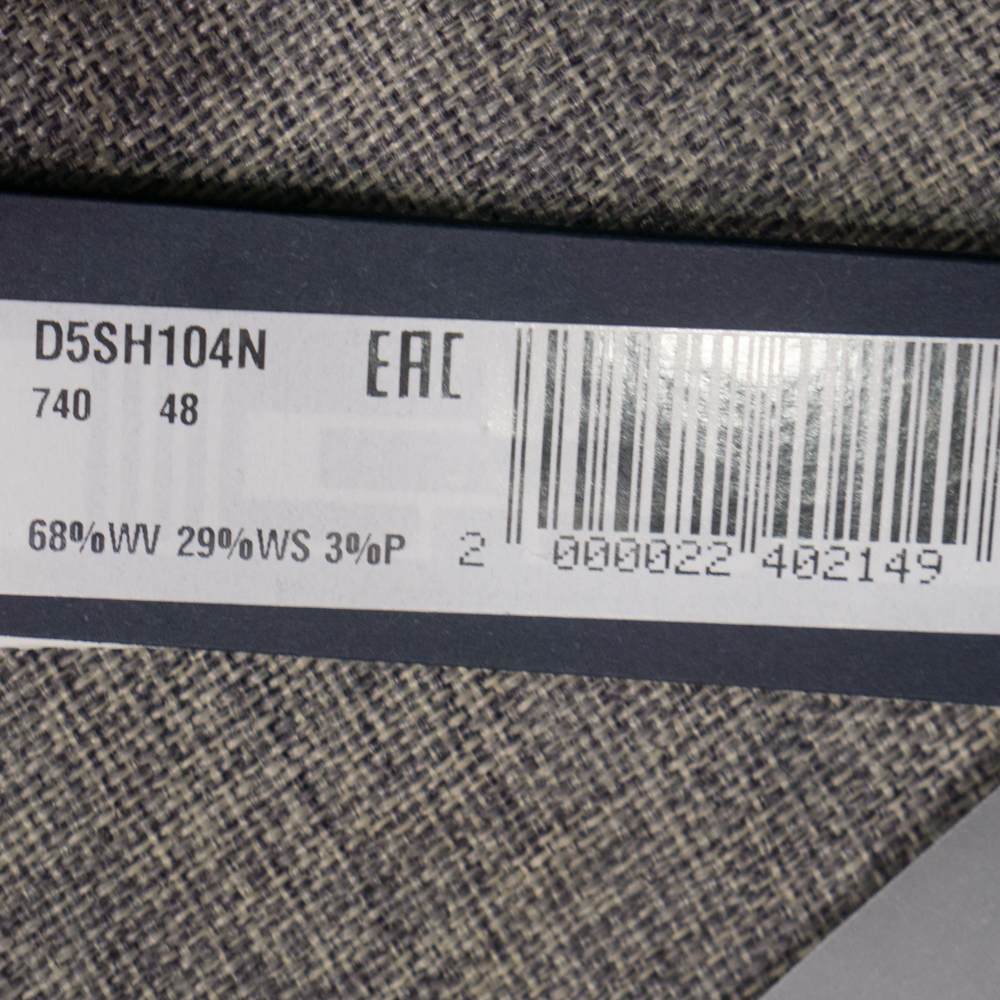 D5SH104N EAC
740 48
68%WV 29%WS 3%P 2 000022 402149